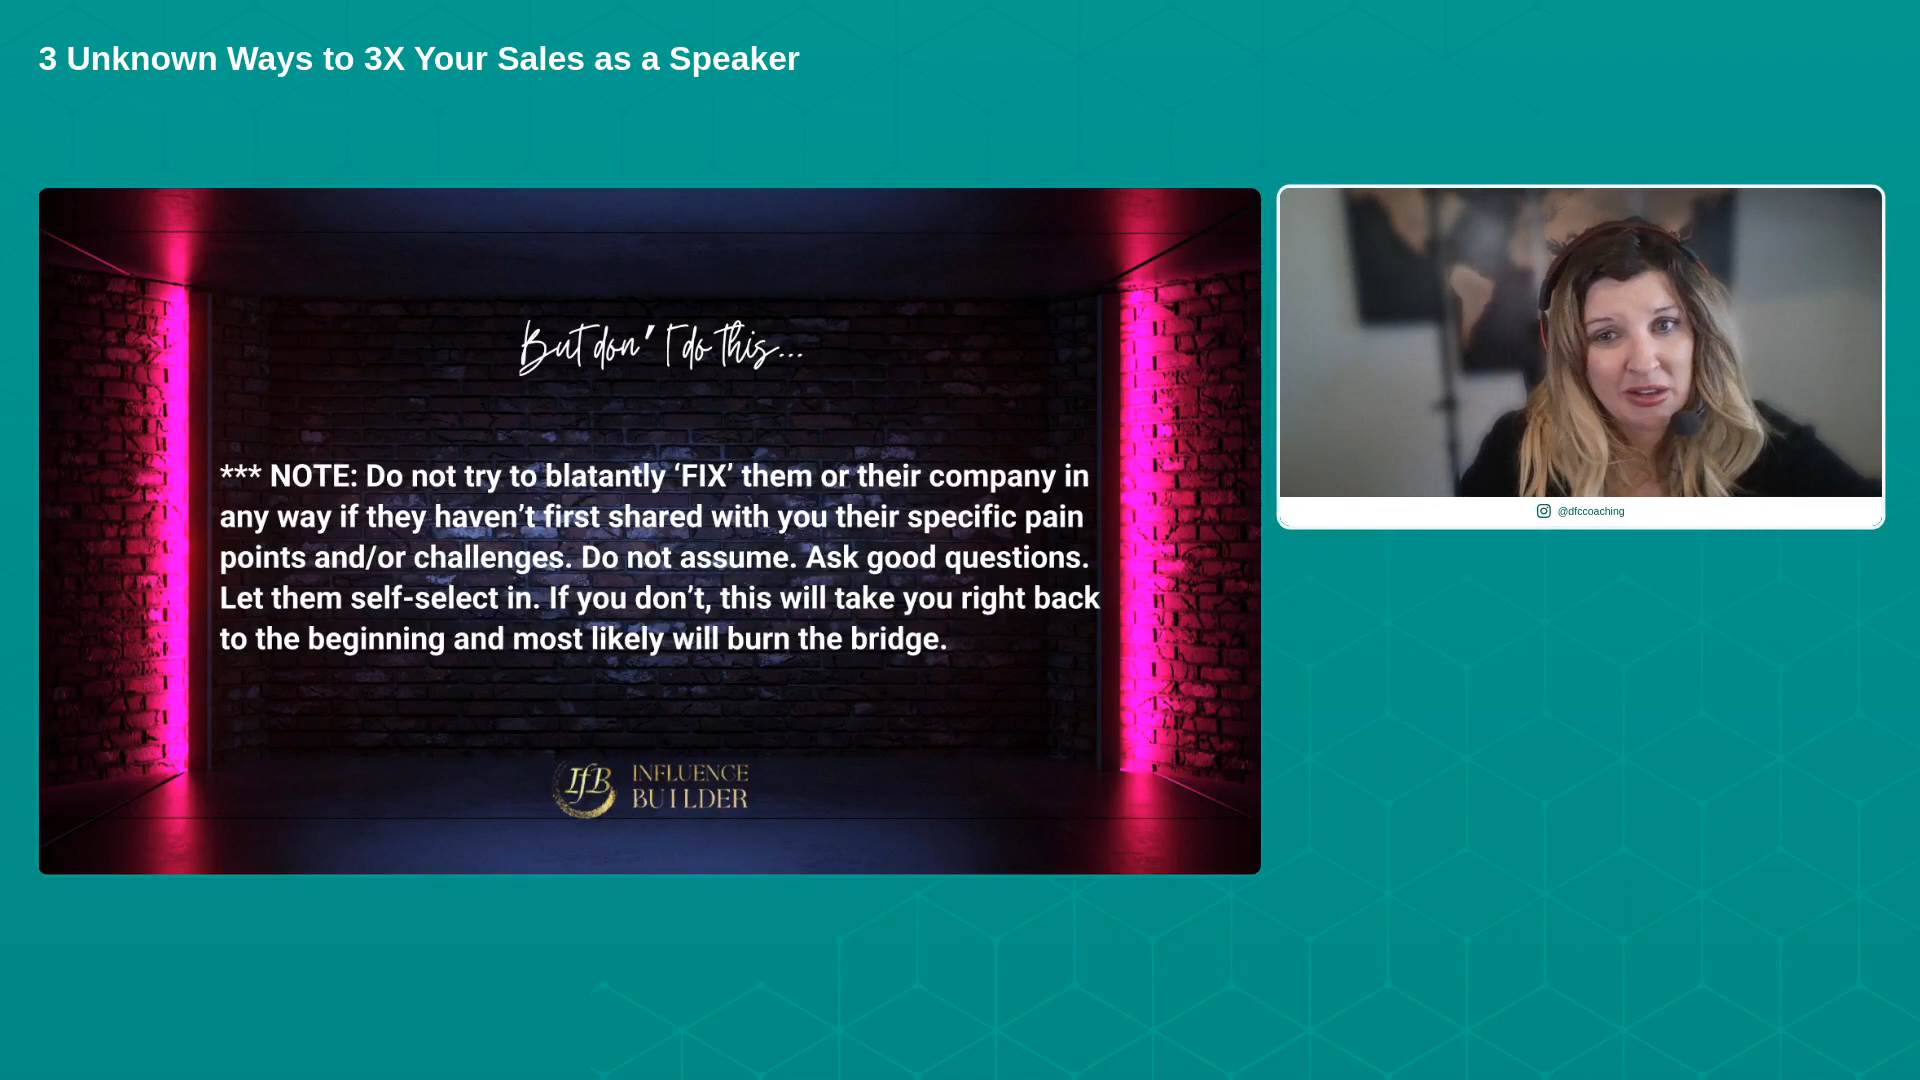 3 Unknown Ways to 3X Your Sales as a Speaker
But don't do this...
*** NOTE: Do not try to blatantly ‘FIX’ them or their company in
any way if they haven’t first shared with you their specific pain
points and/or challenges. Do not assume. Ask good questions.
Let them self-select in. If you don’t, this will take you right back
to the beginning and most likely will burn the bridge.
IfB
INFLUENCE
BUILDER
@dfccoaching